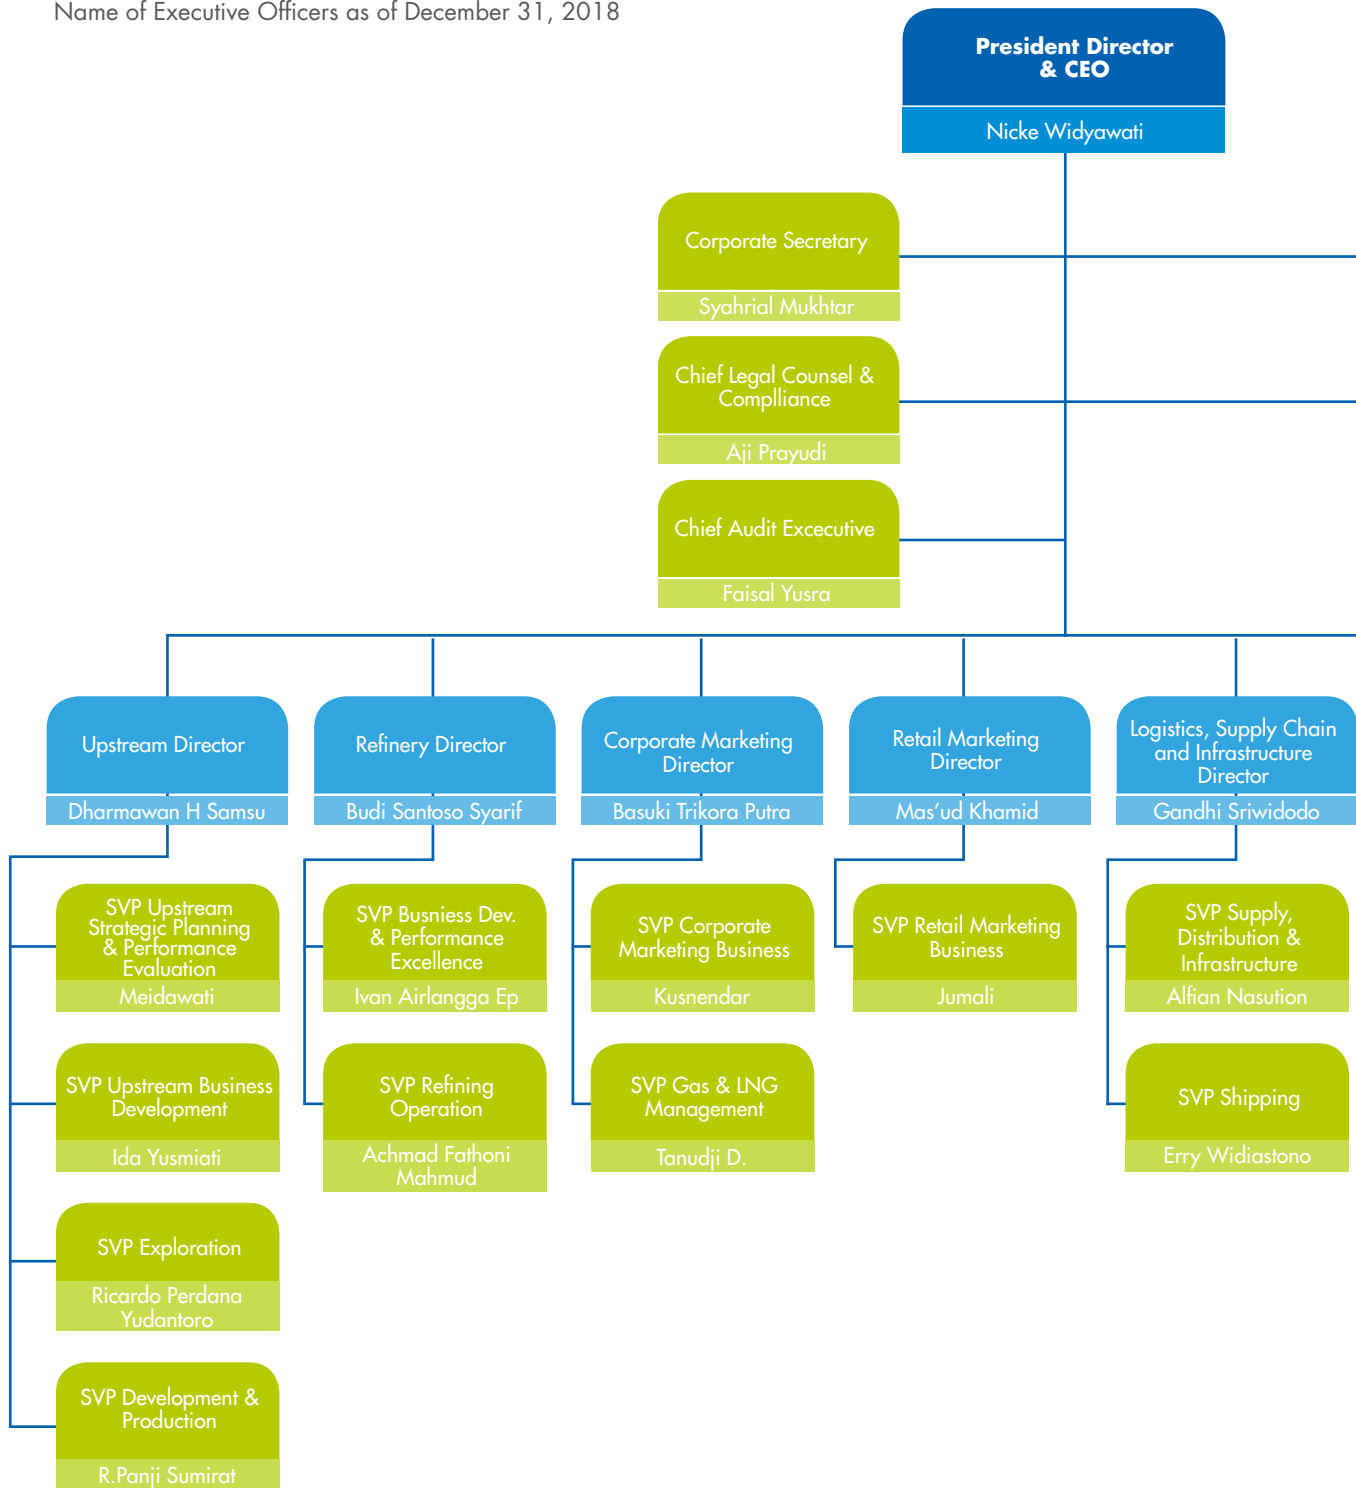 Name of Executive Officers as of December 31, 2018
President Director
& CEO
Nicke Widyawati
Corporate Secretary
Syahrial Mukhtar
Chief Legal Counsel &
Complliance
Aji Prayudi
Chief Audit Excecutive
Faisal Yusra
Upstream Director
Dharmawan H Samsu
Refinery Director
Budi Santoso Syarif
Corporate Marketing
Director
Basuki Trikora Putra
Retail Marketing
Director
Mas’ud Khamid
Logistics, Supply Chain
and Infrastructure
Director
Gandhi Sriwidodo
SVP Upstream
Strategic Planning
& Performance
Evaluation
Meidawati
SVP Busniess Dev.
& Performance
Excellence
Ivan Airlangga Ep
SVP Corporate
Marketing Business
Kusnendar
SVP Retail Marketing
Business
Jumali
SVP Supply,
Distribution &
Infrastructure
Alfian Nasution
SVP Upstream Business
Development
Ida Yusmiati
SVP Refining
Operation
Achmad Fathoni
Mahmud
SVP Gas & LNG
Management
Tanudji D.
SVP Shipping
Erry Widiastono
SVP Exploration
Ricardo Perdana
Yudantoro
SVP Development &
Production
R.Panji Sumirat